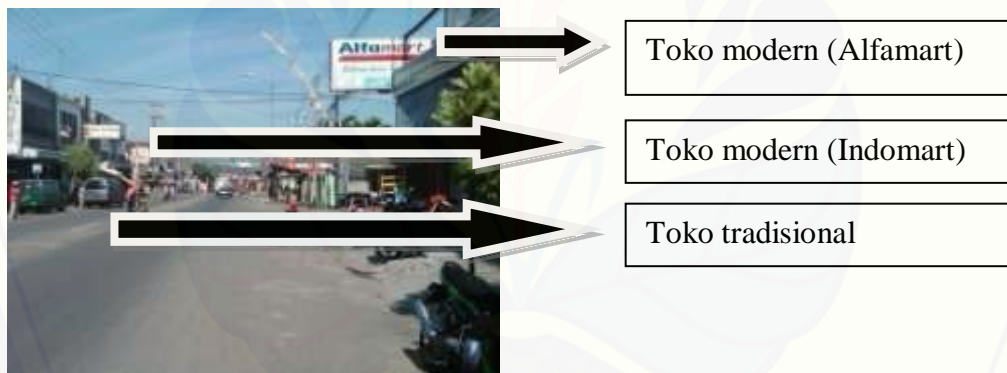 Alfamart
Toko modern (Alfamart)
Toko modern (Indomart)
Toko tradisional